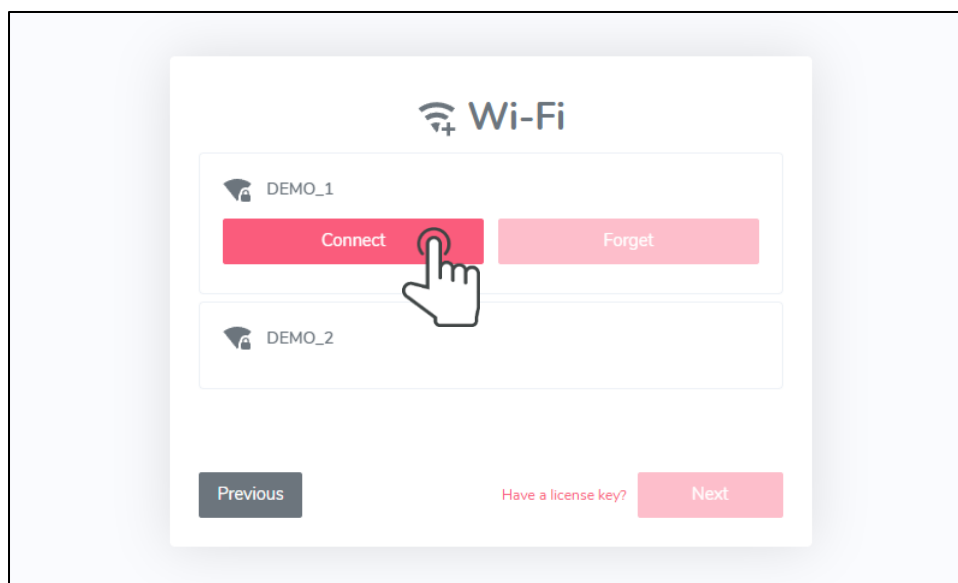 Wi-Fi
DEMO_1
Connect
Forget
DEMO_2
Previous
Have a license key?
Next